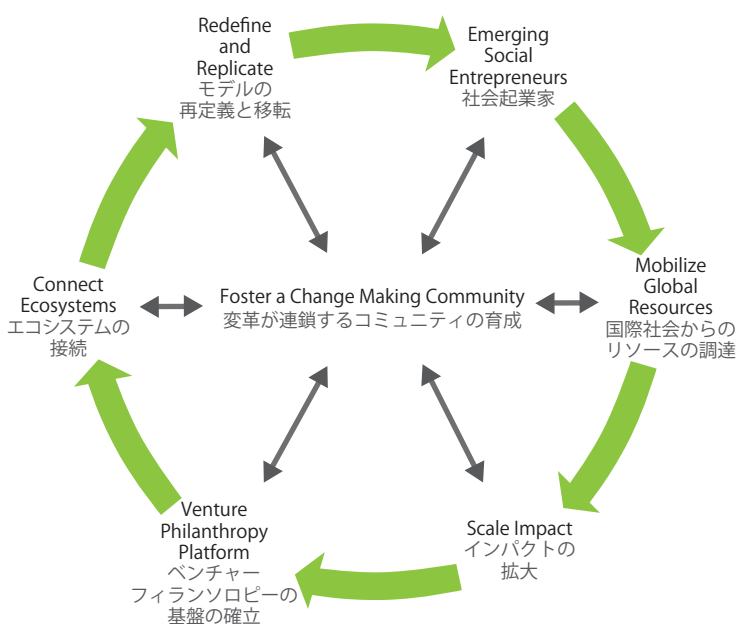 Redefine
and
Replicate
モデルの
再定義と移転
Emerging
Social
Entrepreneurs
社会起業家
Mobilize
Global
Resources
国際社会からの
リソースの調達
Scale Impact
インパクトの
拡大
Venture
Philanthropy
Platform
ベンチャー
フィランソロピーの
基盤の確立
Connect
Ecosystems
エコシステムの
接続
Foster a Change Making Community
変革が連鎖するコミュニティの育成